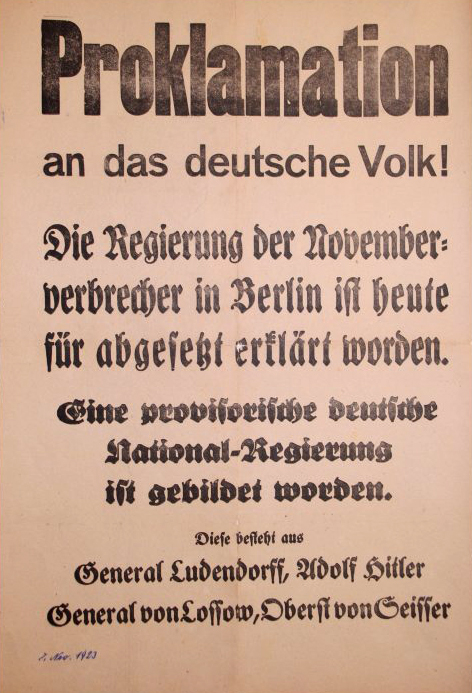 Proklamation
an das deutsche Volk!
Die Regierung der November-
verbrecher in Berlin ist heute
für abgesetzt erklärt worden.
Eine provisorische deutsche
National-Regierung
ist gebildet worden.
Diese besteht aus
General Ludendorff, Adolf Hitler
General von Lossow, Oberst von Seisser
Nov. 1923